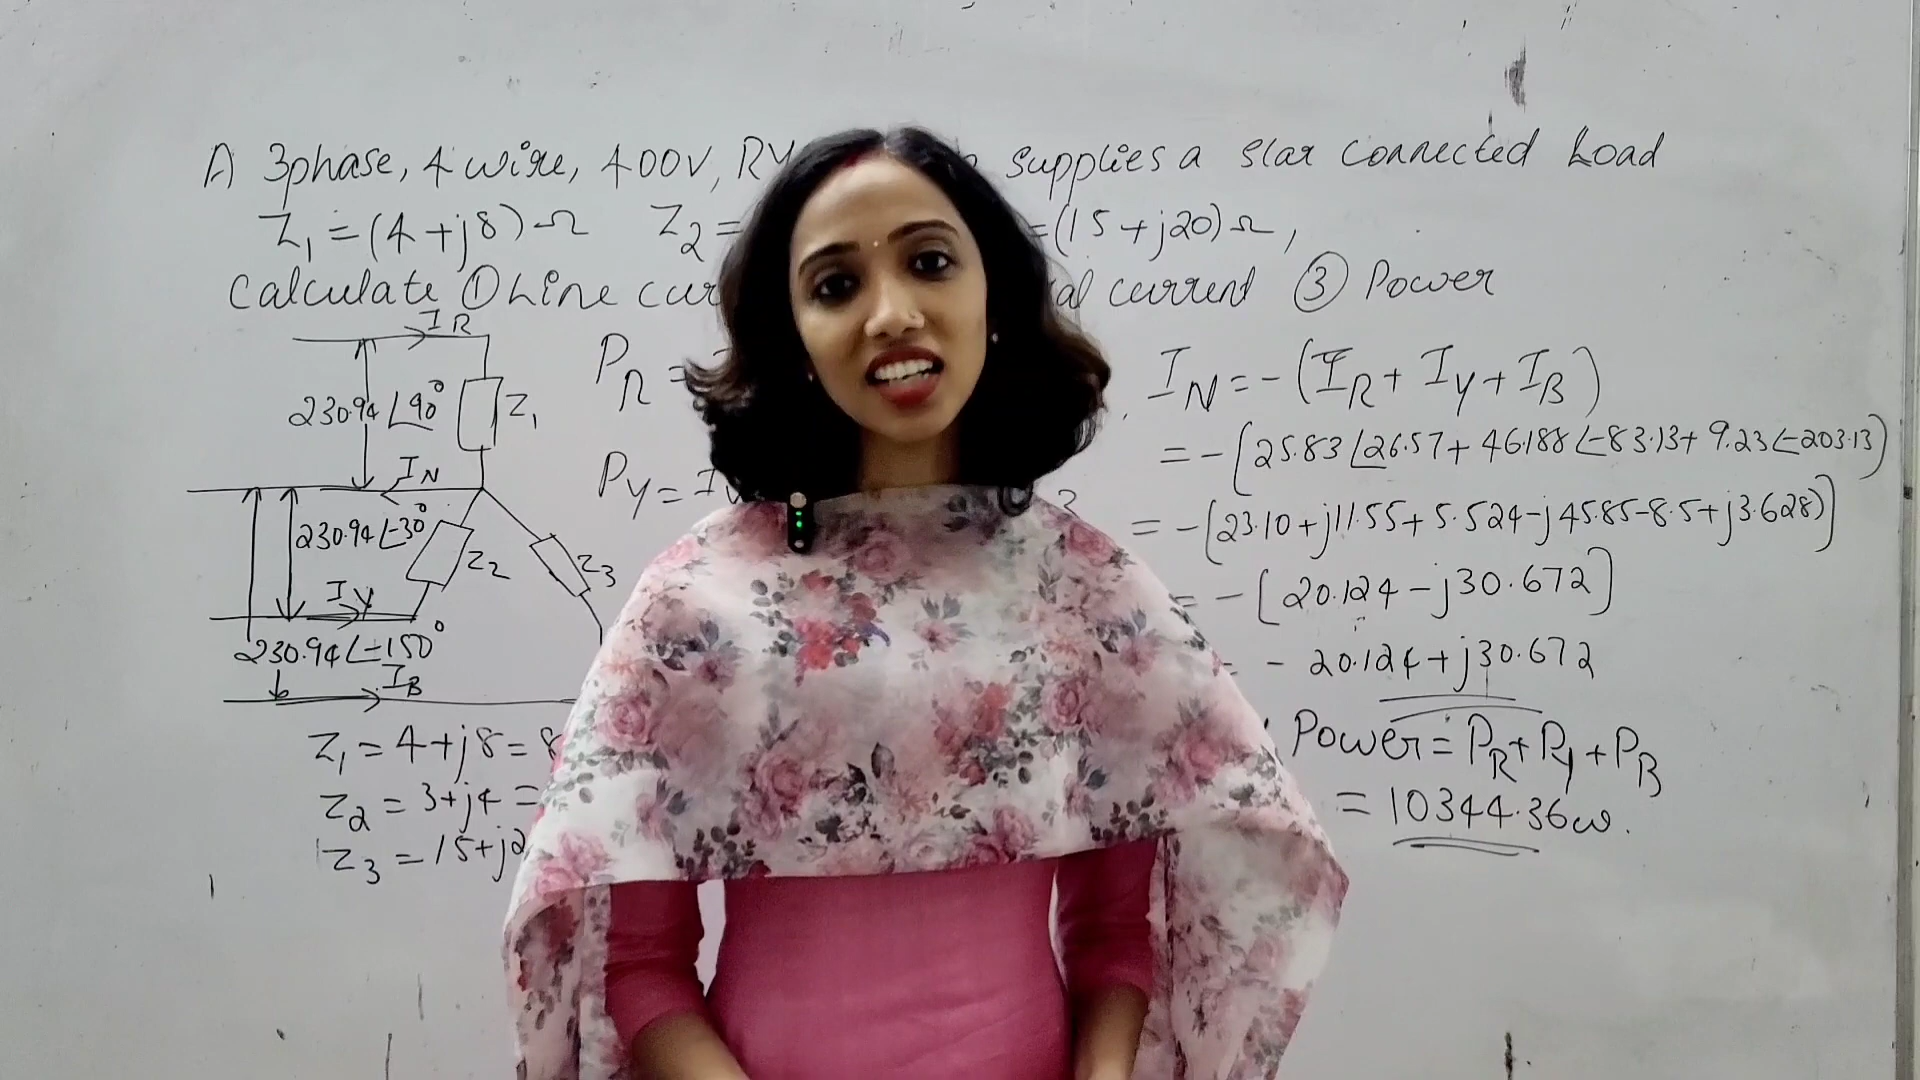 A 3phase, 4 wire, 400V, RY supplies a star connected load
Z1 = (4+j8)Ω Z2 = =(15+j20)Ω,
Calculate ① Line cur al current ③ Power
IR
230.94∠90°
Z1
IN
230.94∠-30°
Z2
Z3
IY
230.94∠-150°
IB
Z1 = 4+j8 = 8
Z2 = 3+j4 =
Z3 = 15+j2
PR =
PY = I
2
IN = -(IR + IY + IB)
= -[25.83∠26.57 + 46.188∠-83.13 + 9.23∠-203.13]
= -[23.10+j11.55+5.524-j45.85-8.5+j3.628)]
= -[20.124-j30.672]
= -20.124+j30.672
Power = PR+PY+PB
= 10344.36w.